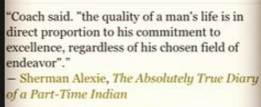 “Coach said. "the quality of a man's life is in
direct proportion to his commitment to
excellence, regardless of his chosen field of
endeavor”.”
― Sherman Alexie, The Absolutely True Diary
of a Part-Time Indian